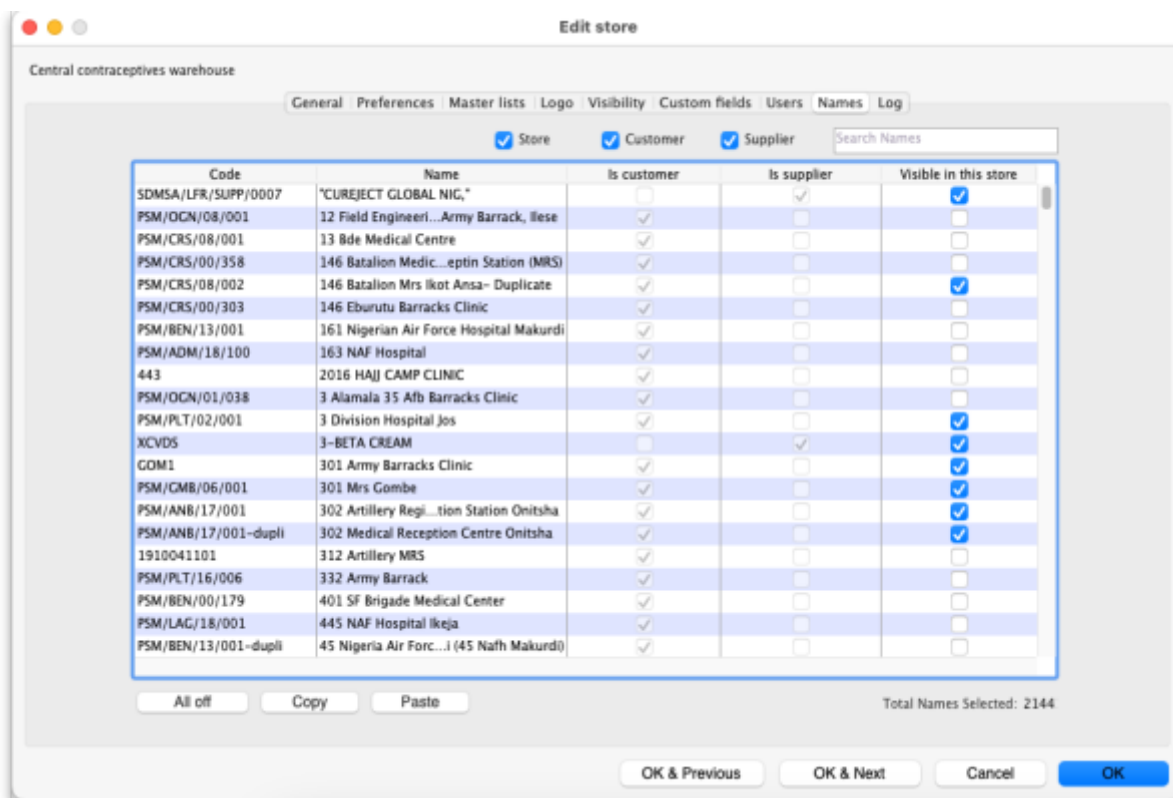 Edit store
Central contraceptives warehouse
General Preferences Master lists Logo Visibility Custom fields Users Names Log
Store Customer Supplier Search Names
Code Name Is customer Is supplier Visible in this store
SDMSA/LFR/SUPP/0007 "CUREJECT GLOBAL NIG,"
PSM/OGN/08/001 12 Field Engineeri...Army Barrack, Ilese
PSM/CRS/08/001 13 Bde Medical Centre
PSM/CRS/00/358 146 Batalion Medic...eptin Station (MRS)
PSM/CRS/08/002 146 Batalion Mrs Ikot Ansa- Duplicate
PSM/CRS/00/303 146 Eburutu Barracks Clinic
PSM/BEN/13/001 161 Nigerian Air Force Hospital Makurdi
PSM/ADM/18/100 163 NAF Hospital
443 2016 HAJJ CAMP CLINIC
PSM/OGN/01/038 3 Alamala 35 Afb Barracks Clinic
PSM/PLT/02/001 3 Division Hospital Jos
XCVDS 3-BETA CREAM
GOM1 301 Army Barracks Clinic
PSM/GMB/06/001 301 Mrs Gombe
PSM/ANB/17/001 302 Artillery Regi...tion Station Onitsha
PSM/ANB/17/001-dupli 302 Medical Reception Centre Onitsha
1910041101 312 Artillery MRS
PSM/PLT/16/006 332 Army Barrack
PSM/BEN/00/179 401 SF Brigade Medical Center
PSM/LAG/18/001 445 NAF Hospital Ikeja
PSM/BEN/13/001-dupli 45 Nigeria Air Forc...i (45 Nafh Makurdi)
All off Copy Paste Total Names Selected: 2144
OK & Previous OK & Next Cancel OK